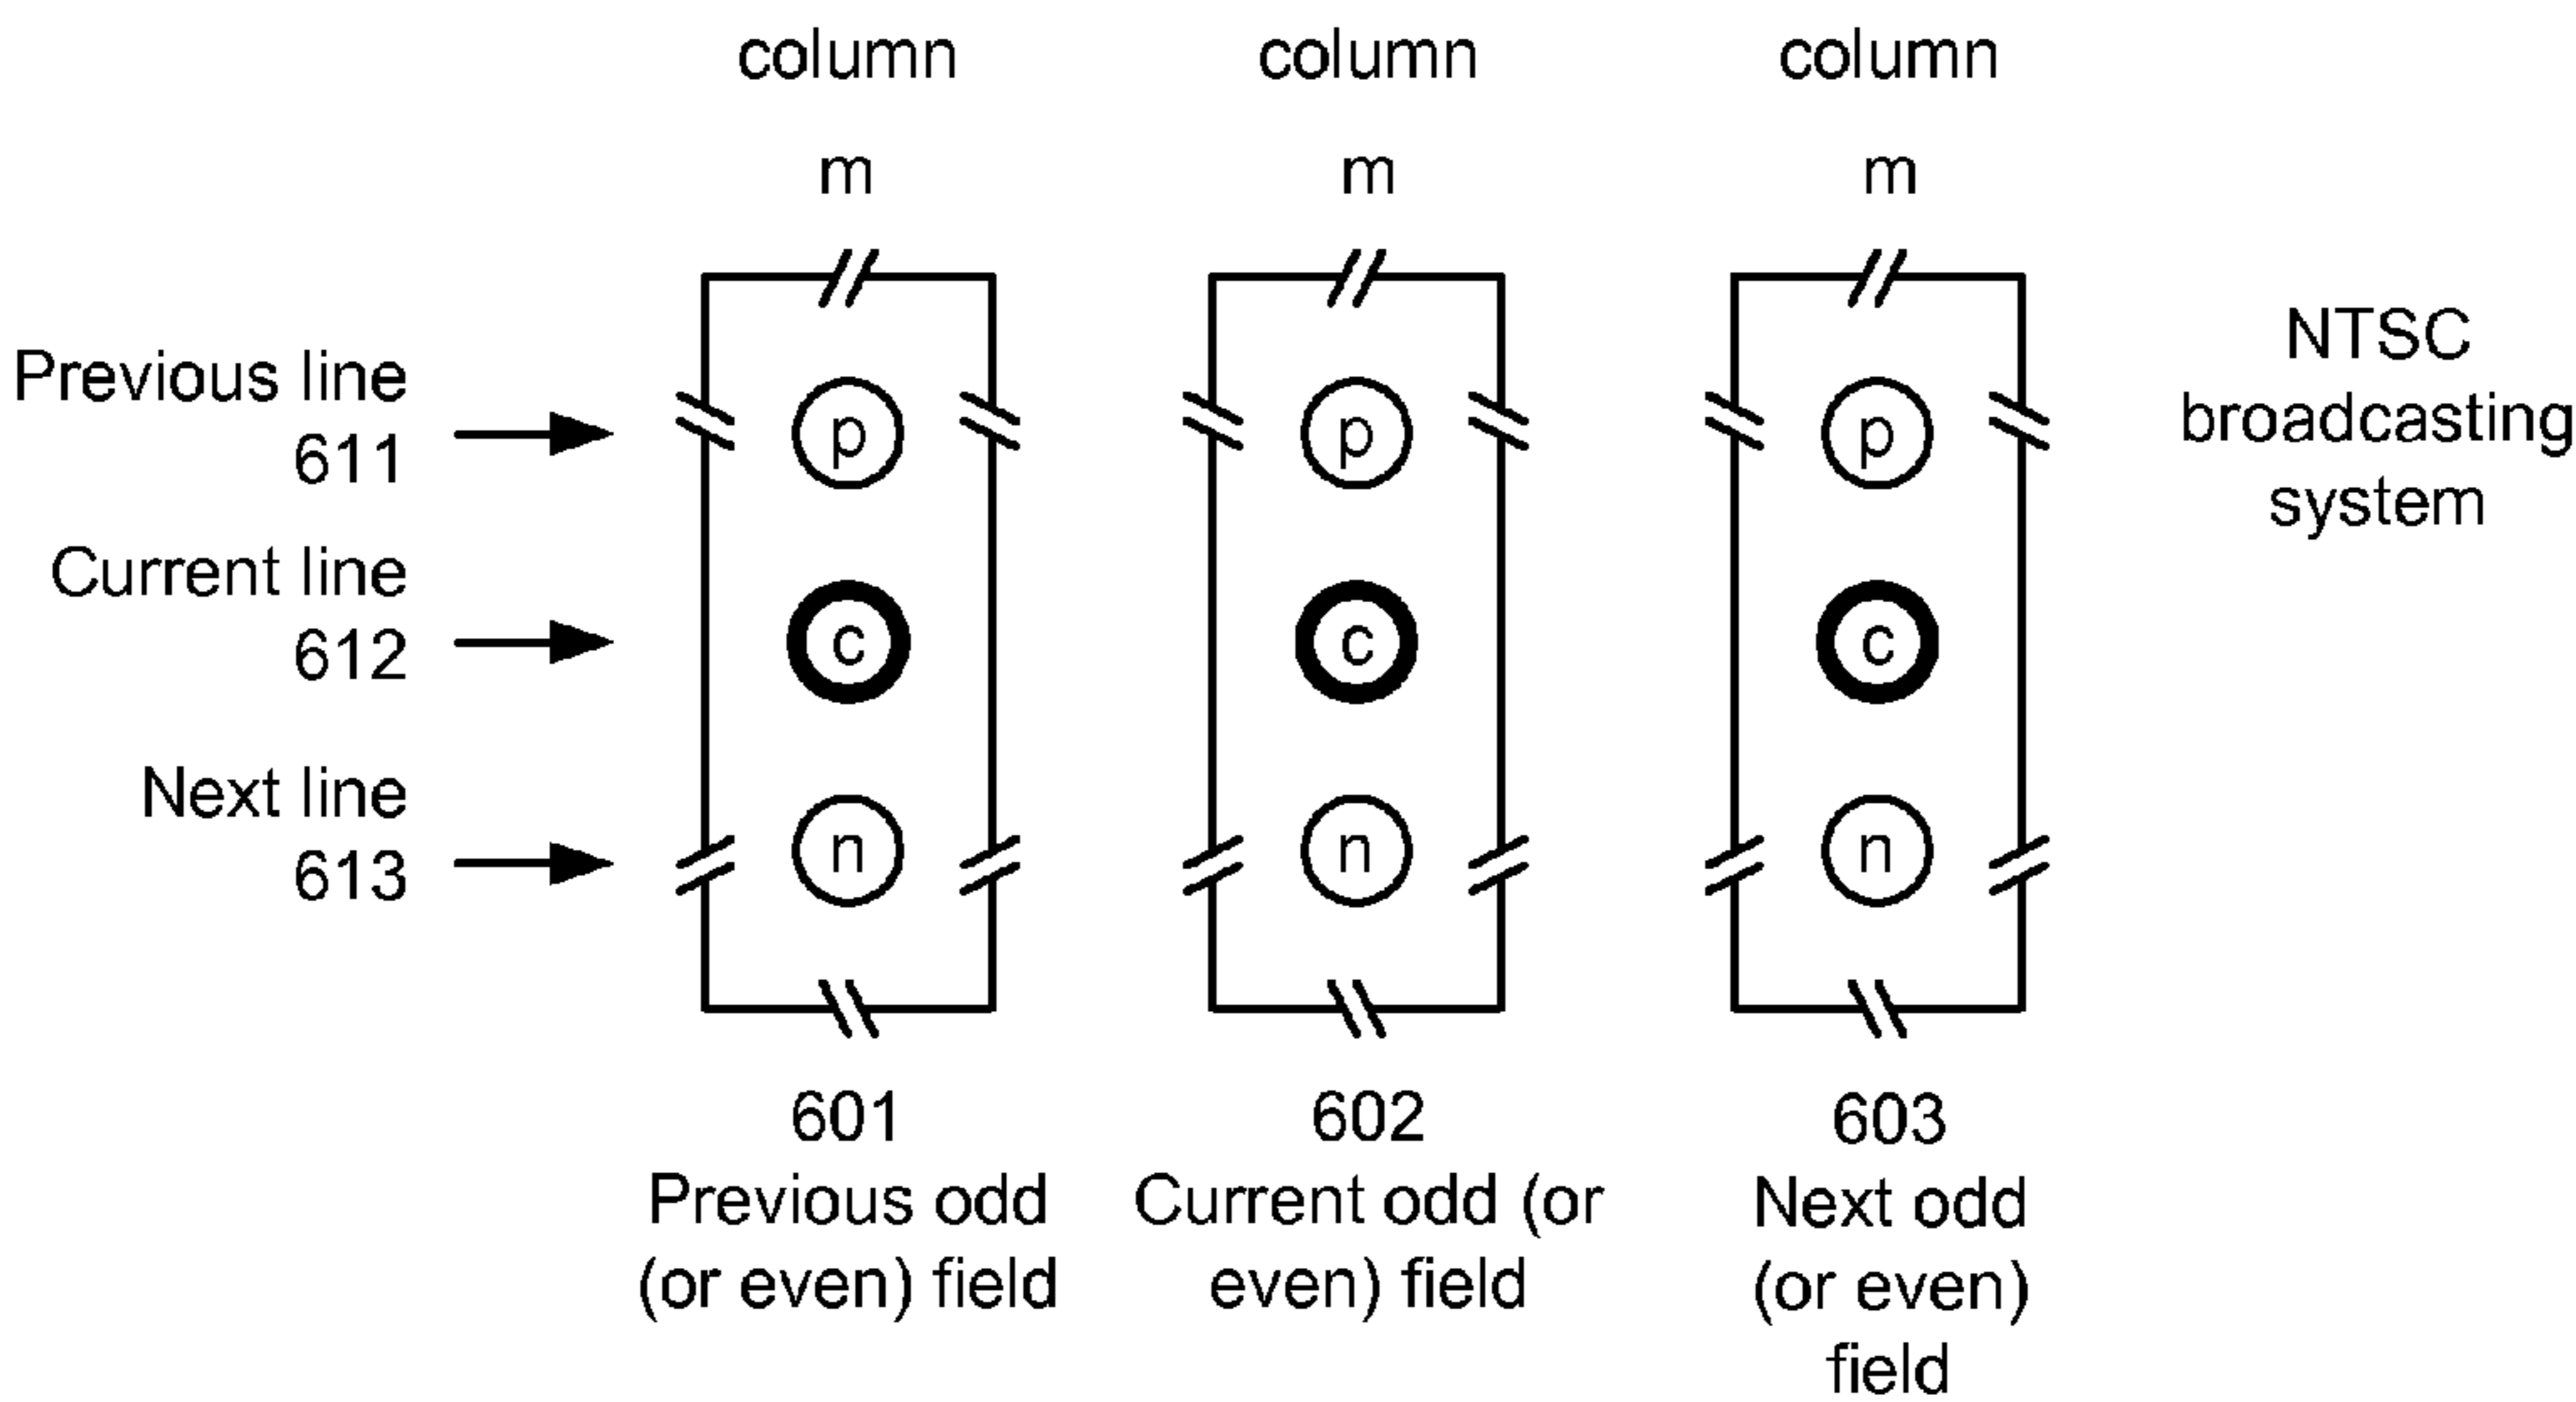 column
column
column
m
m
m
Previous line
611
p
p
p
NTSC
broadcasting
system
Current line
612
c
c
c
Next line
613
n
n
n
601
Previous odd
(or even) field
602
Current odd (or
even) field
603
Next odd
(or even)
field